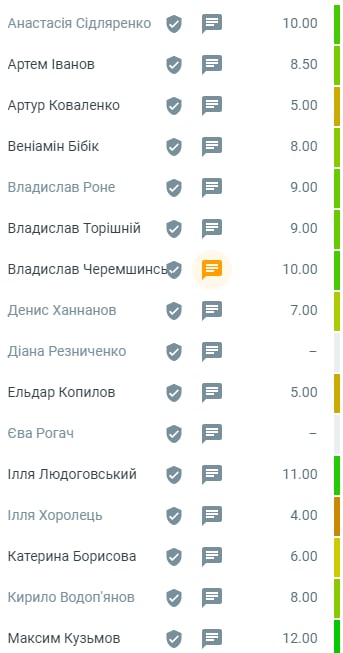 Анастасія Сідляренко 10.00
Артем Іванов 8.50
Артур Коваленко 5.00
Веніамін Бібік 8.00
Владислав Роне 9.00
Владислав Торішній 9.00
Владислав Черемшинсь 10.00
Денис Ханнанов 7.00
Діана Резниченко –
Ельдар Копилов 5.00
Єва Рогач –
Ілля Людоговський 11.00
Ілля Хоролець 4.00
Катерина Борисова 6.00
Кирило Водоп'янов 8.00
Максим Кузьмов 12.00